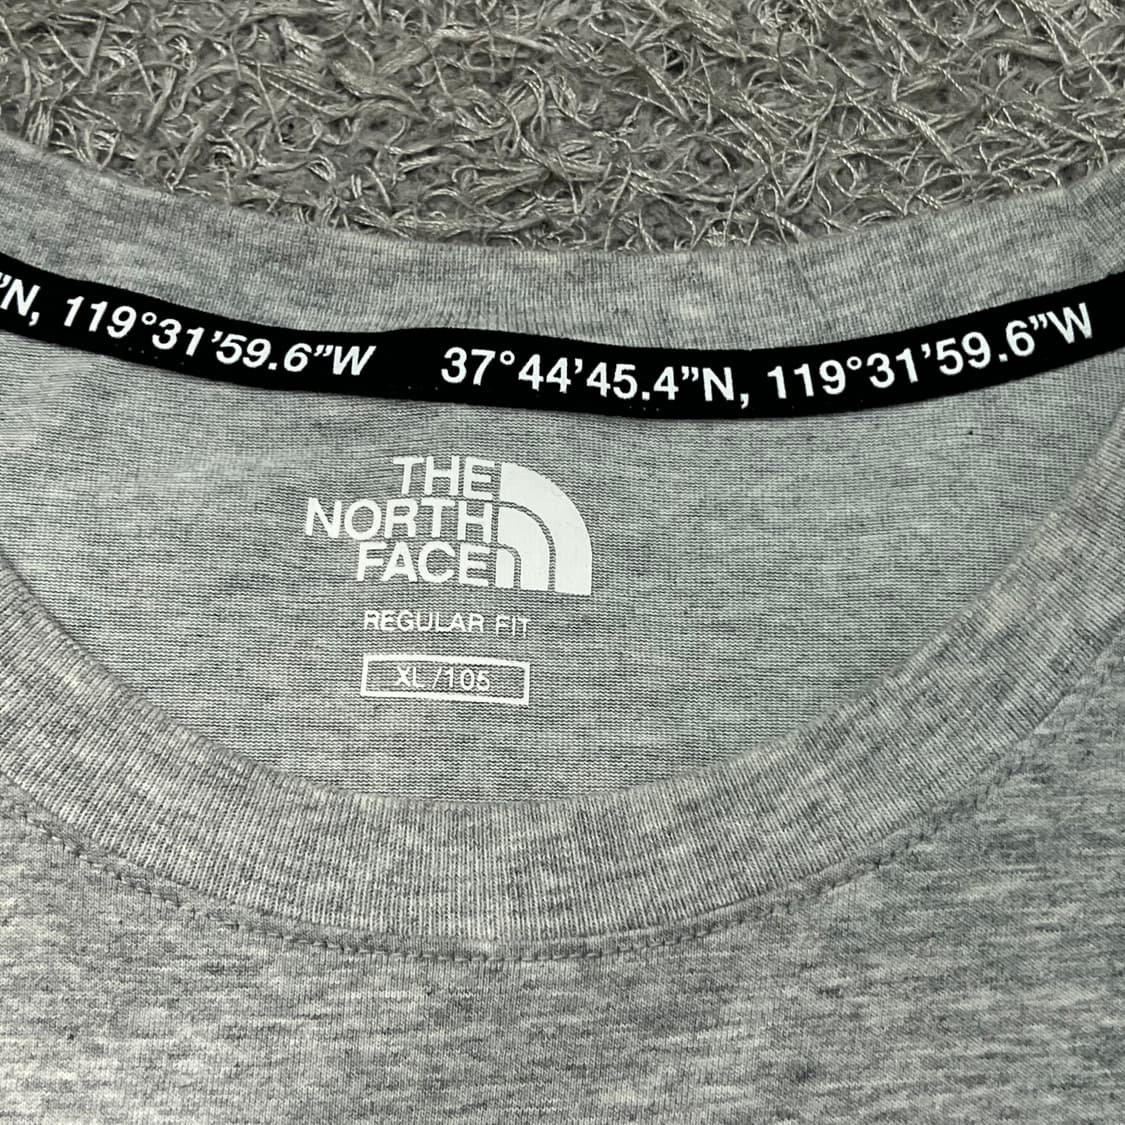 "N, 119°31'59.6"W 37°44'45.4"N, 119°31'59.6"W
THE
NORTH
FACE
REGULAR FIT
XL/105